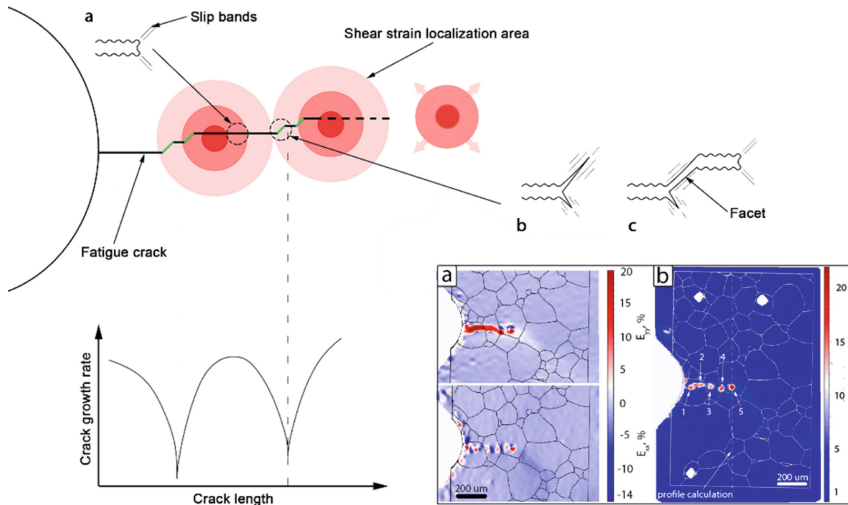 a
Slip bands
Shear strain localization area
b
c
Facet
Fatigue crack
Crack growth rate
Crack length
a
20
15
10
5
0
-5
-10
-14
Eyy, %
Exx, %
200 um
b
2
4
1
3
5
profile calculation
200 um
20
15
10
5
1